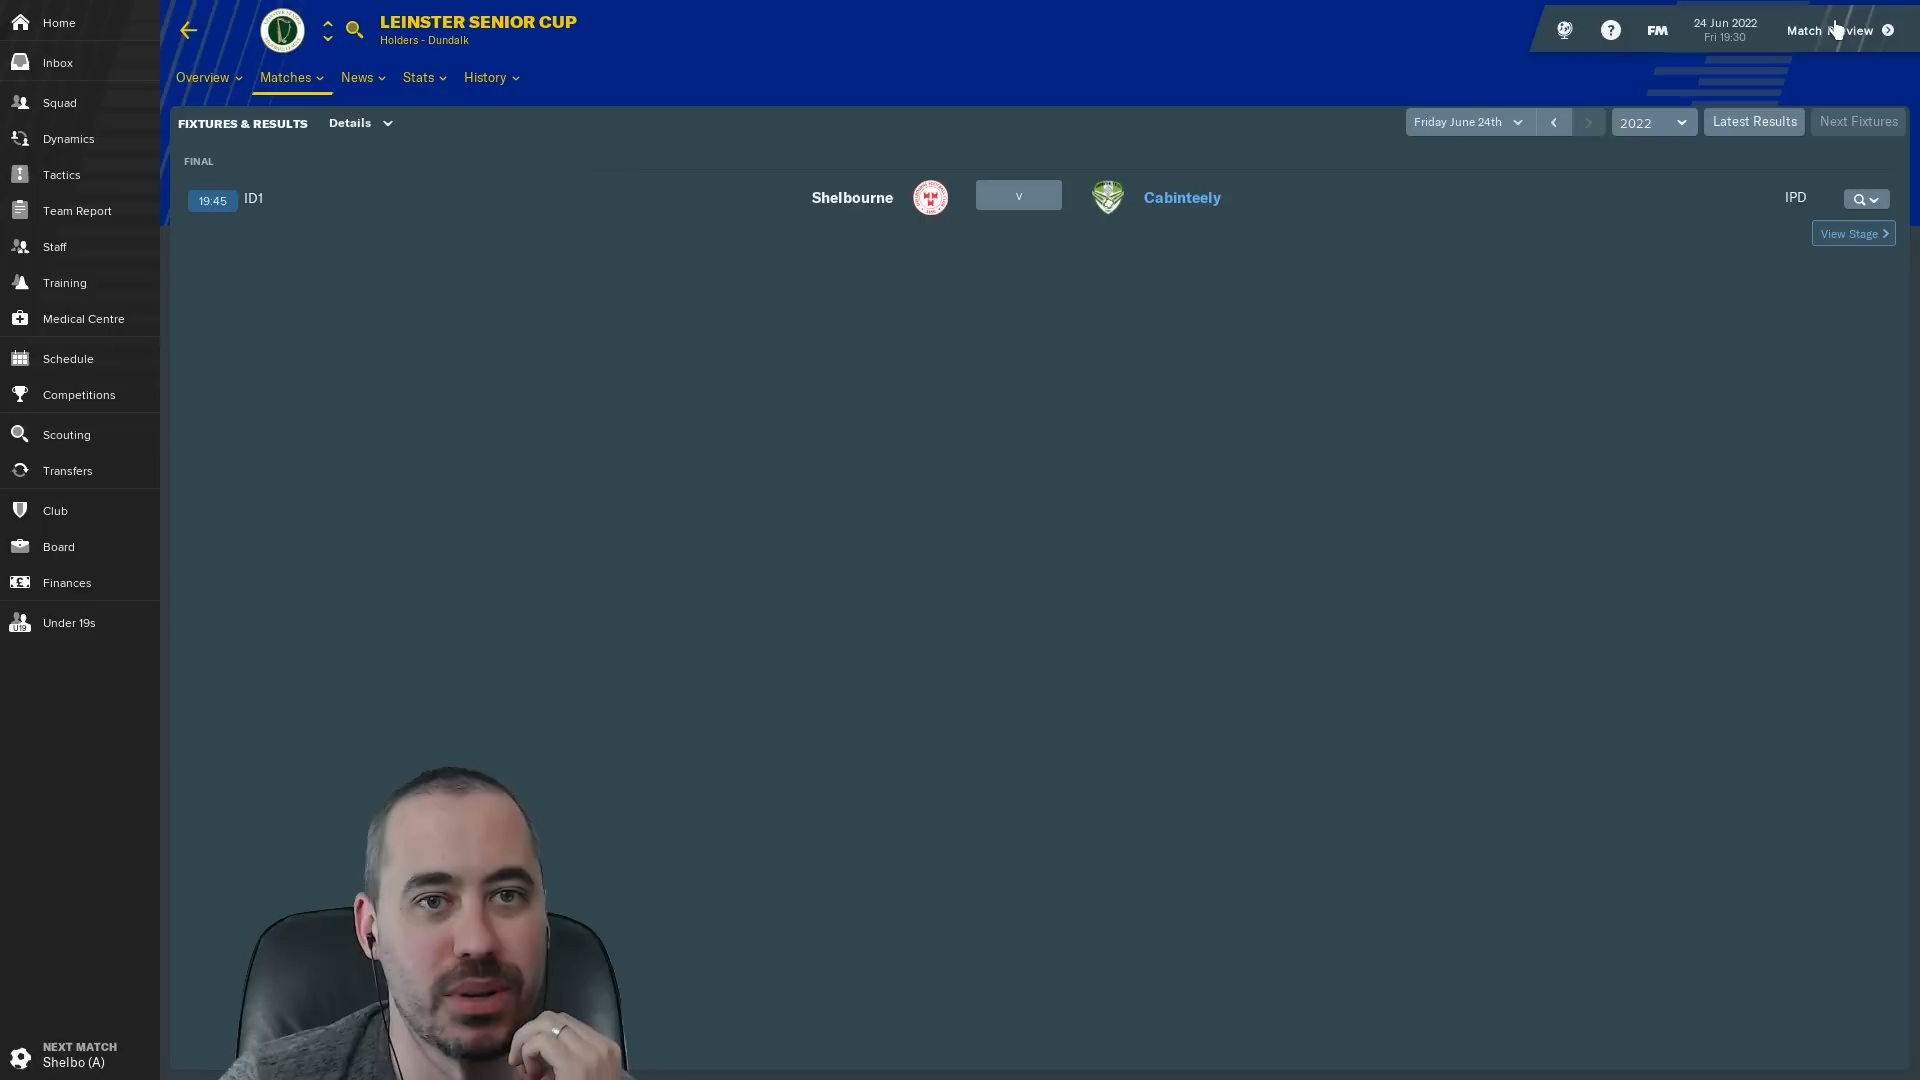 Home
Inbox
Squad
Dynamics
Tactics
Team Report
Staff
Training
Medical Centre
Schedule
Competitions
Scouting
Transfers
Club
Board
Finances
U19
Under 19s
NEXT MATCH
Shelbo (A)
LEINSTER SENIOR CUP
Holders - Dundalk
? FM
24 Jun 2022
Fri 19:30
Match
Overview Matches News Stats History
FIXTURES & RESULTS Details
Friday June 24th 2022 Latest Results Next Fixtures
FINAL
19:45 ID1 Shelbourne v Cabinteely IPD
View Stage